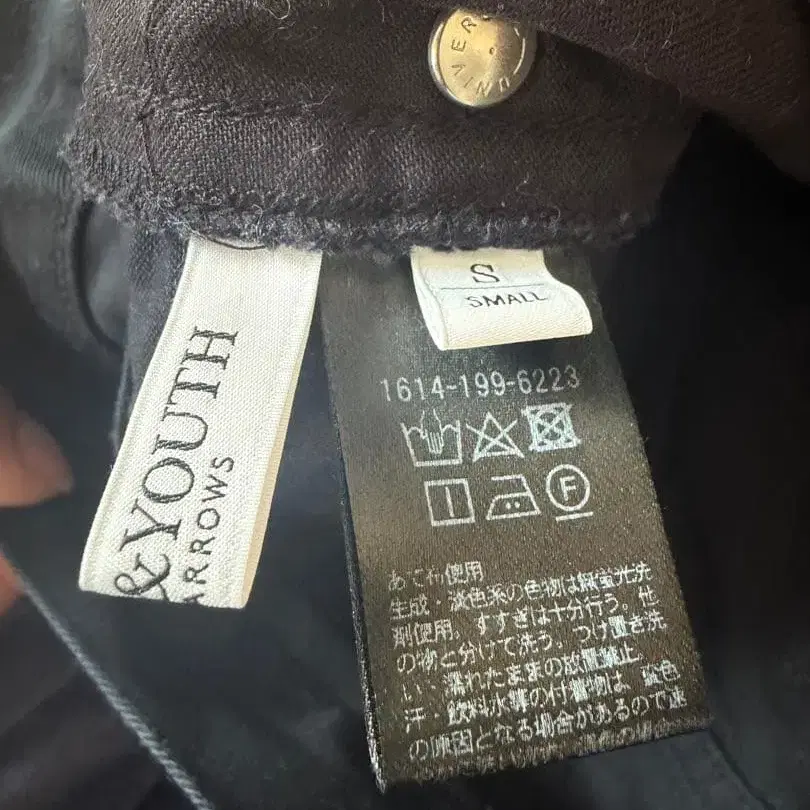 S
SMALL
&YOUTH
ARROWS
1614-199-6223
F
あて布使用
生成・淡色系の色物は無蛍光洗
剤使用。すすぎは十分行う。他
の物と分けて洗う。つけ置き洗
い・濡れたままの放置禁止
汗・飲料水等の付着物は、変色
の原因となる場合があるので速